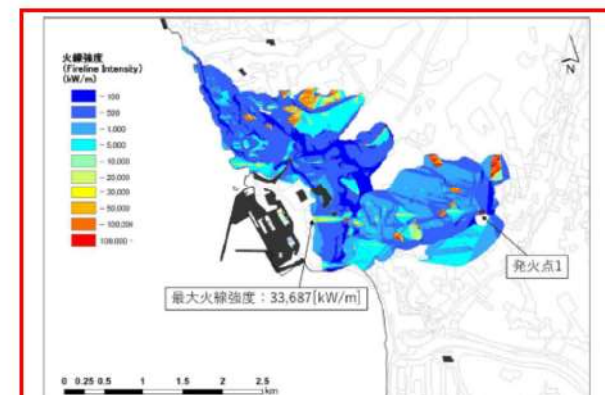 火線強度
(Fireline Intensity)
(kW/m)
- 100
- 500
- 1,000
- 5,000
- 10,000
- 20,000
- 30,000
- 50,000
- 100,000
100,000 -
N
発火点1
最大火線強度：33,687[kW/m]
0 0.25 0.5 1 1.5 2 2.5
km